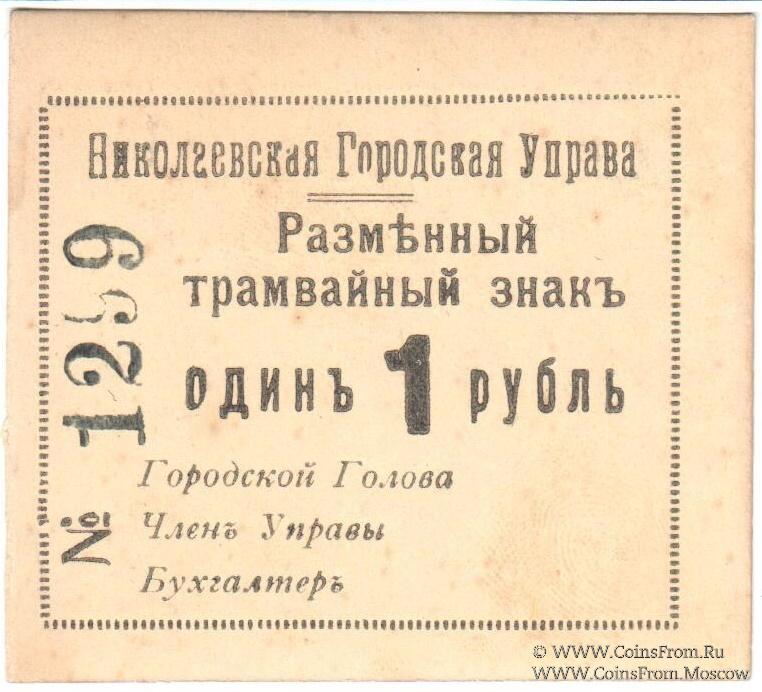 Николаевская Городская Управа
Размѣнный
трамвайный знакъ
одинъ 1 рубль
Городской Голова
Членъ Управы
Бухгалтеръ
№ 1259
© WWW.CoinsFrom.Ru
WWW.CoinsFrom.Moscow